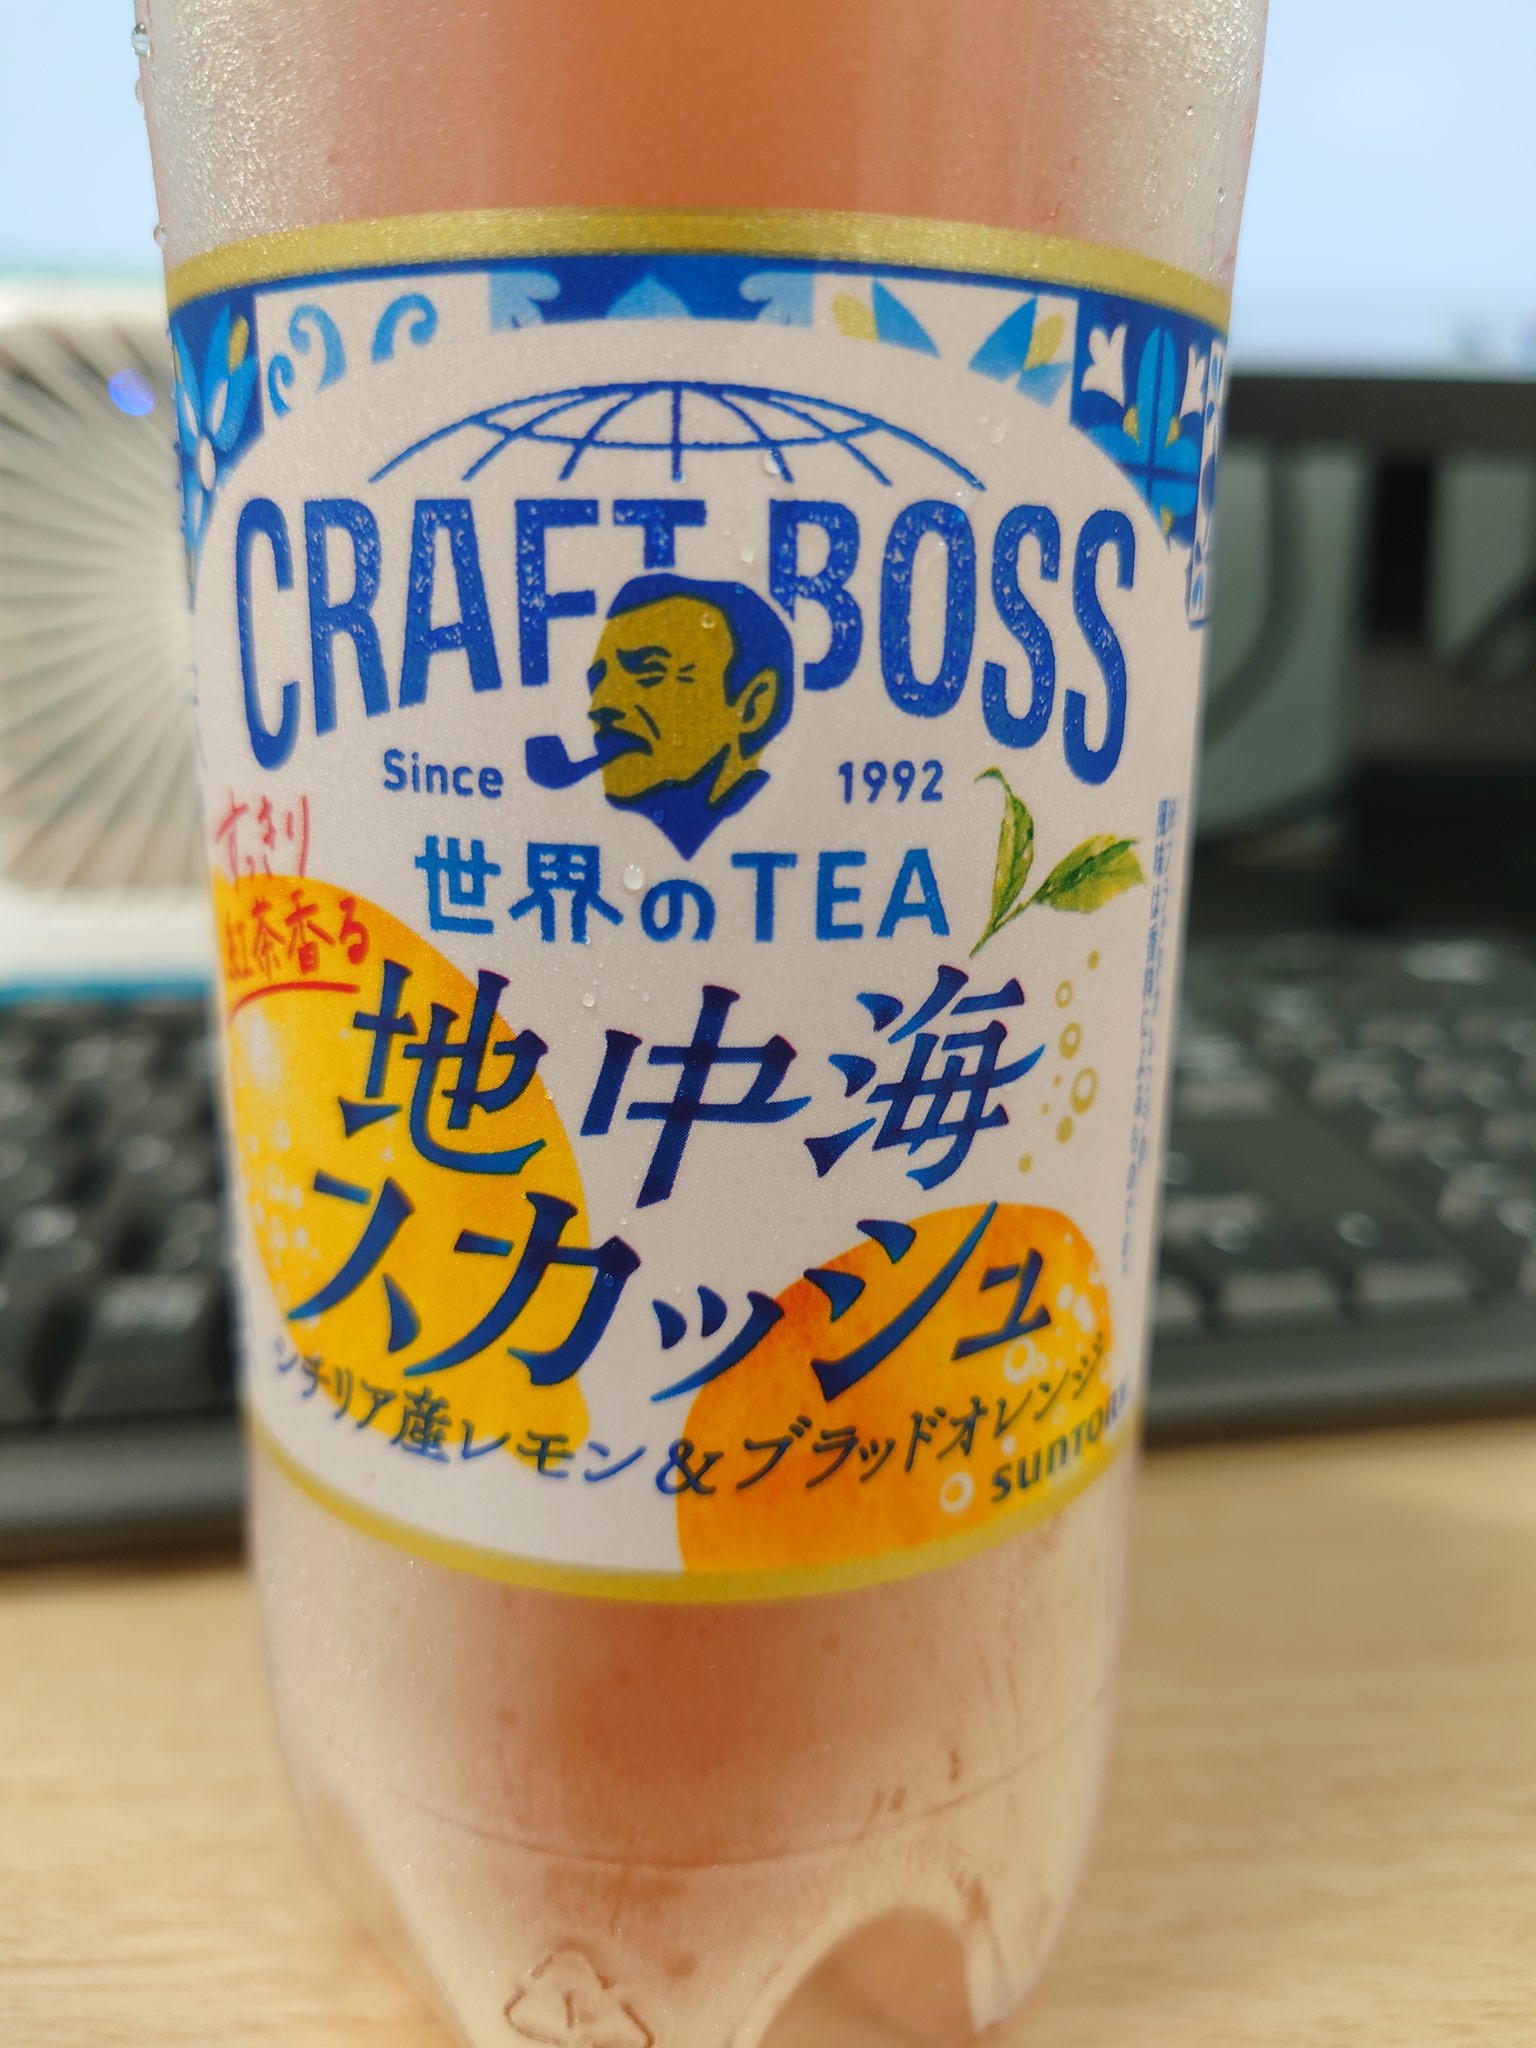 CRAFT BOSS
Since 1992
世界のTEA
すっきり
紅茶香る
地中海
スカッシュ
シチリア産レモン&ブラッドオレンジ
SUNTORY